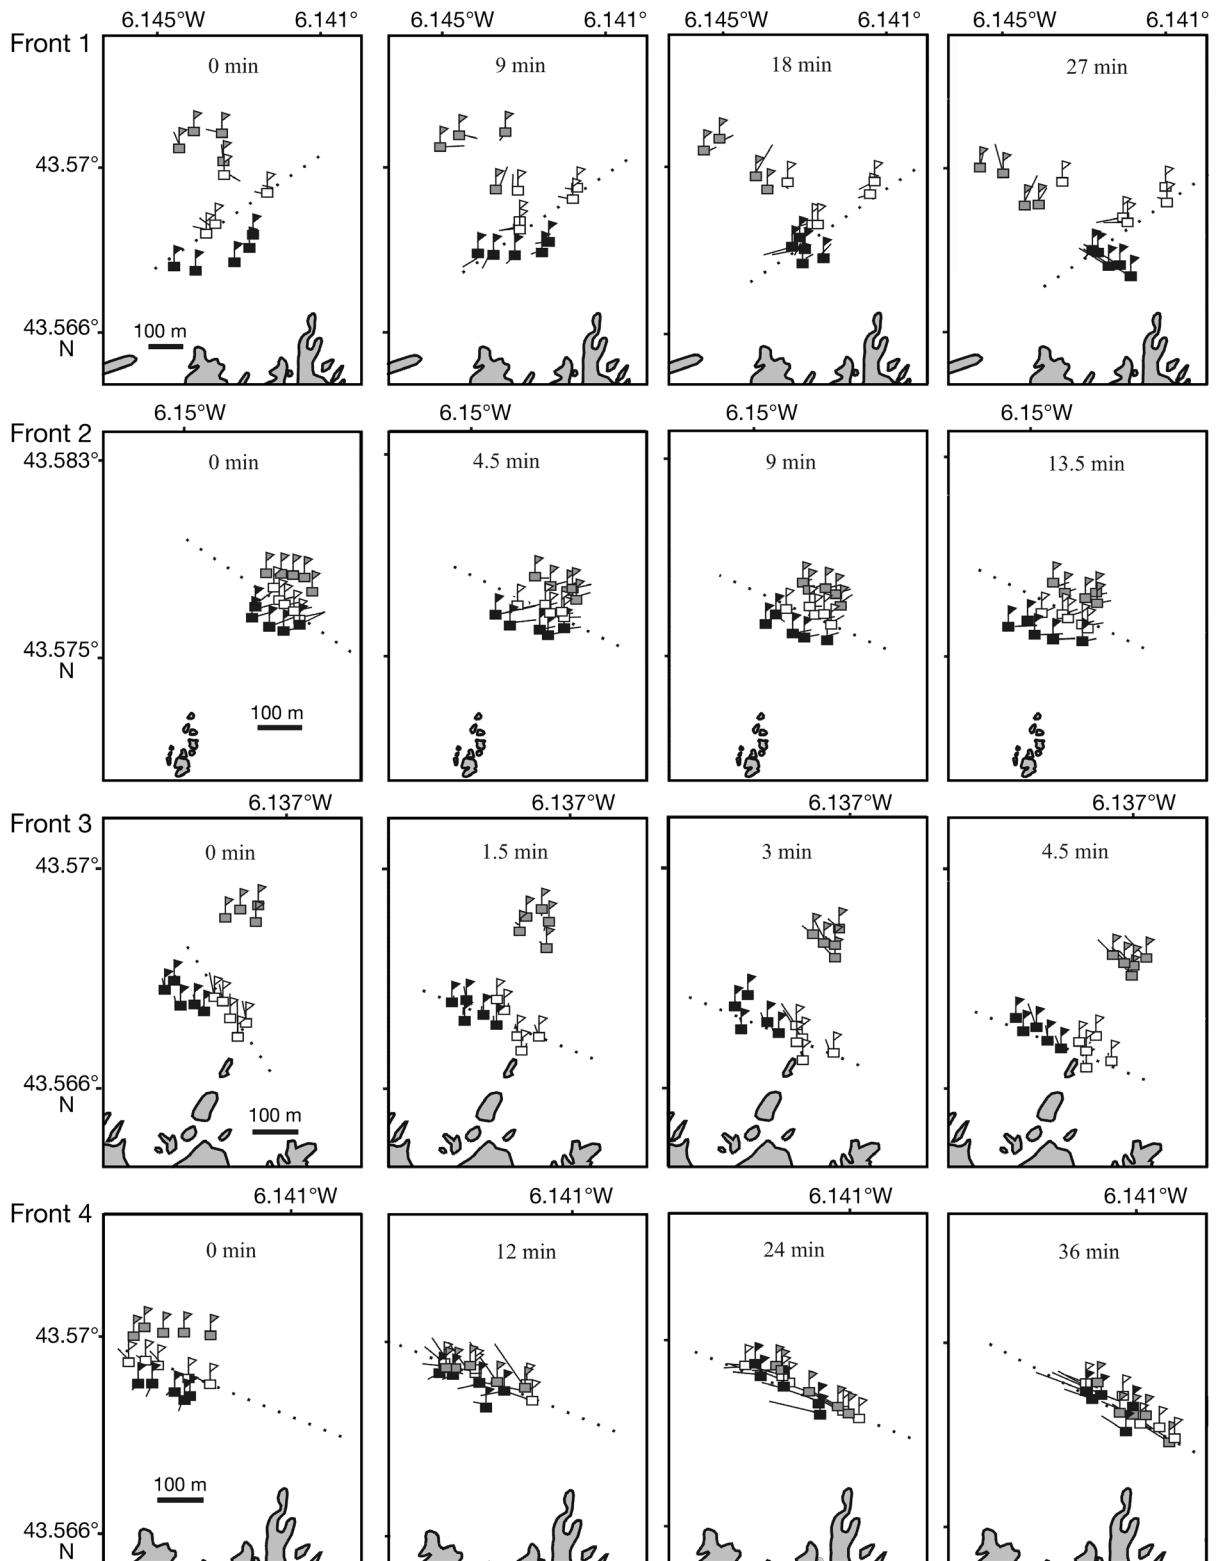 6.145°W 6.141° 6.145°W 6.141° 6.145°W 6.141° 6.145°W 6.141°
Front 1
0 min 9 min 18 min 27 min
43.57°
43.566°
N
100 m
6.15°W 6.15°W 6.15°W 6.15°W
Front 2
43.583°
0 min 4.5 min 9 min 13.5 min
43.575°
N
100 m
6.137°W 6.137°W 6.137°W 6.137°W
Front 3
43.57°
0 min 1.5 min 3 min 4.5 min
43.566°
N
100 m
6.141°W 6.141°W 6.141°W 6.141°W
Front 4
0 min 12 min 24 min 36 min
43.57°
100 m
43.566°
N